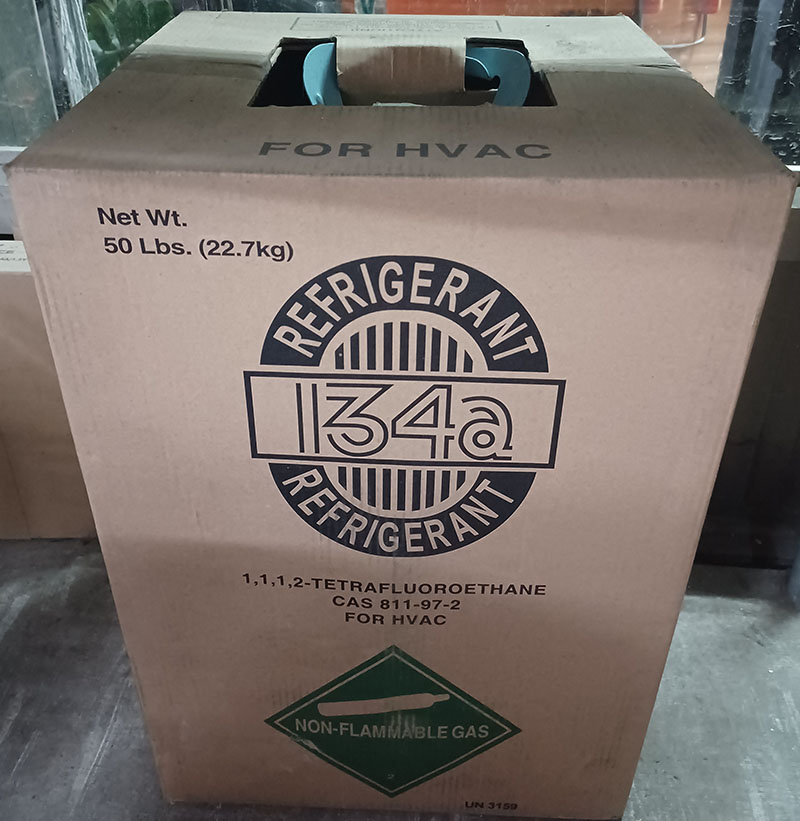 FOR HVAC
Net Wt.
50 Lbs. (22.7kg)
REFRIGERANT
134a
REFRIGERANT
1,1,1,2-TETRAFLUOROETHANE
CAS 811-97-2
FOR HVAC
NON-FLAMMABLE GAS
2
UN 3159